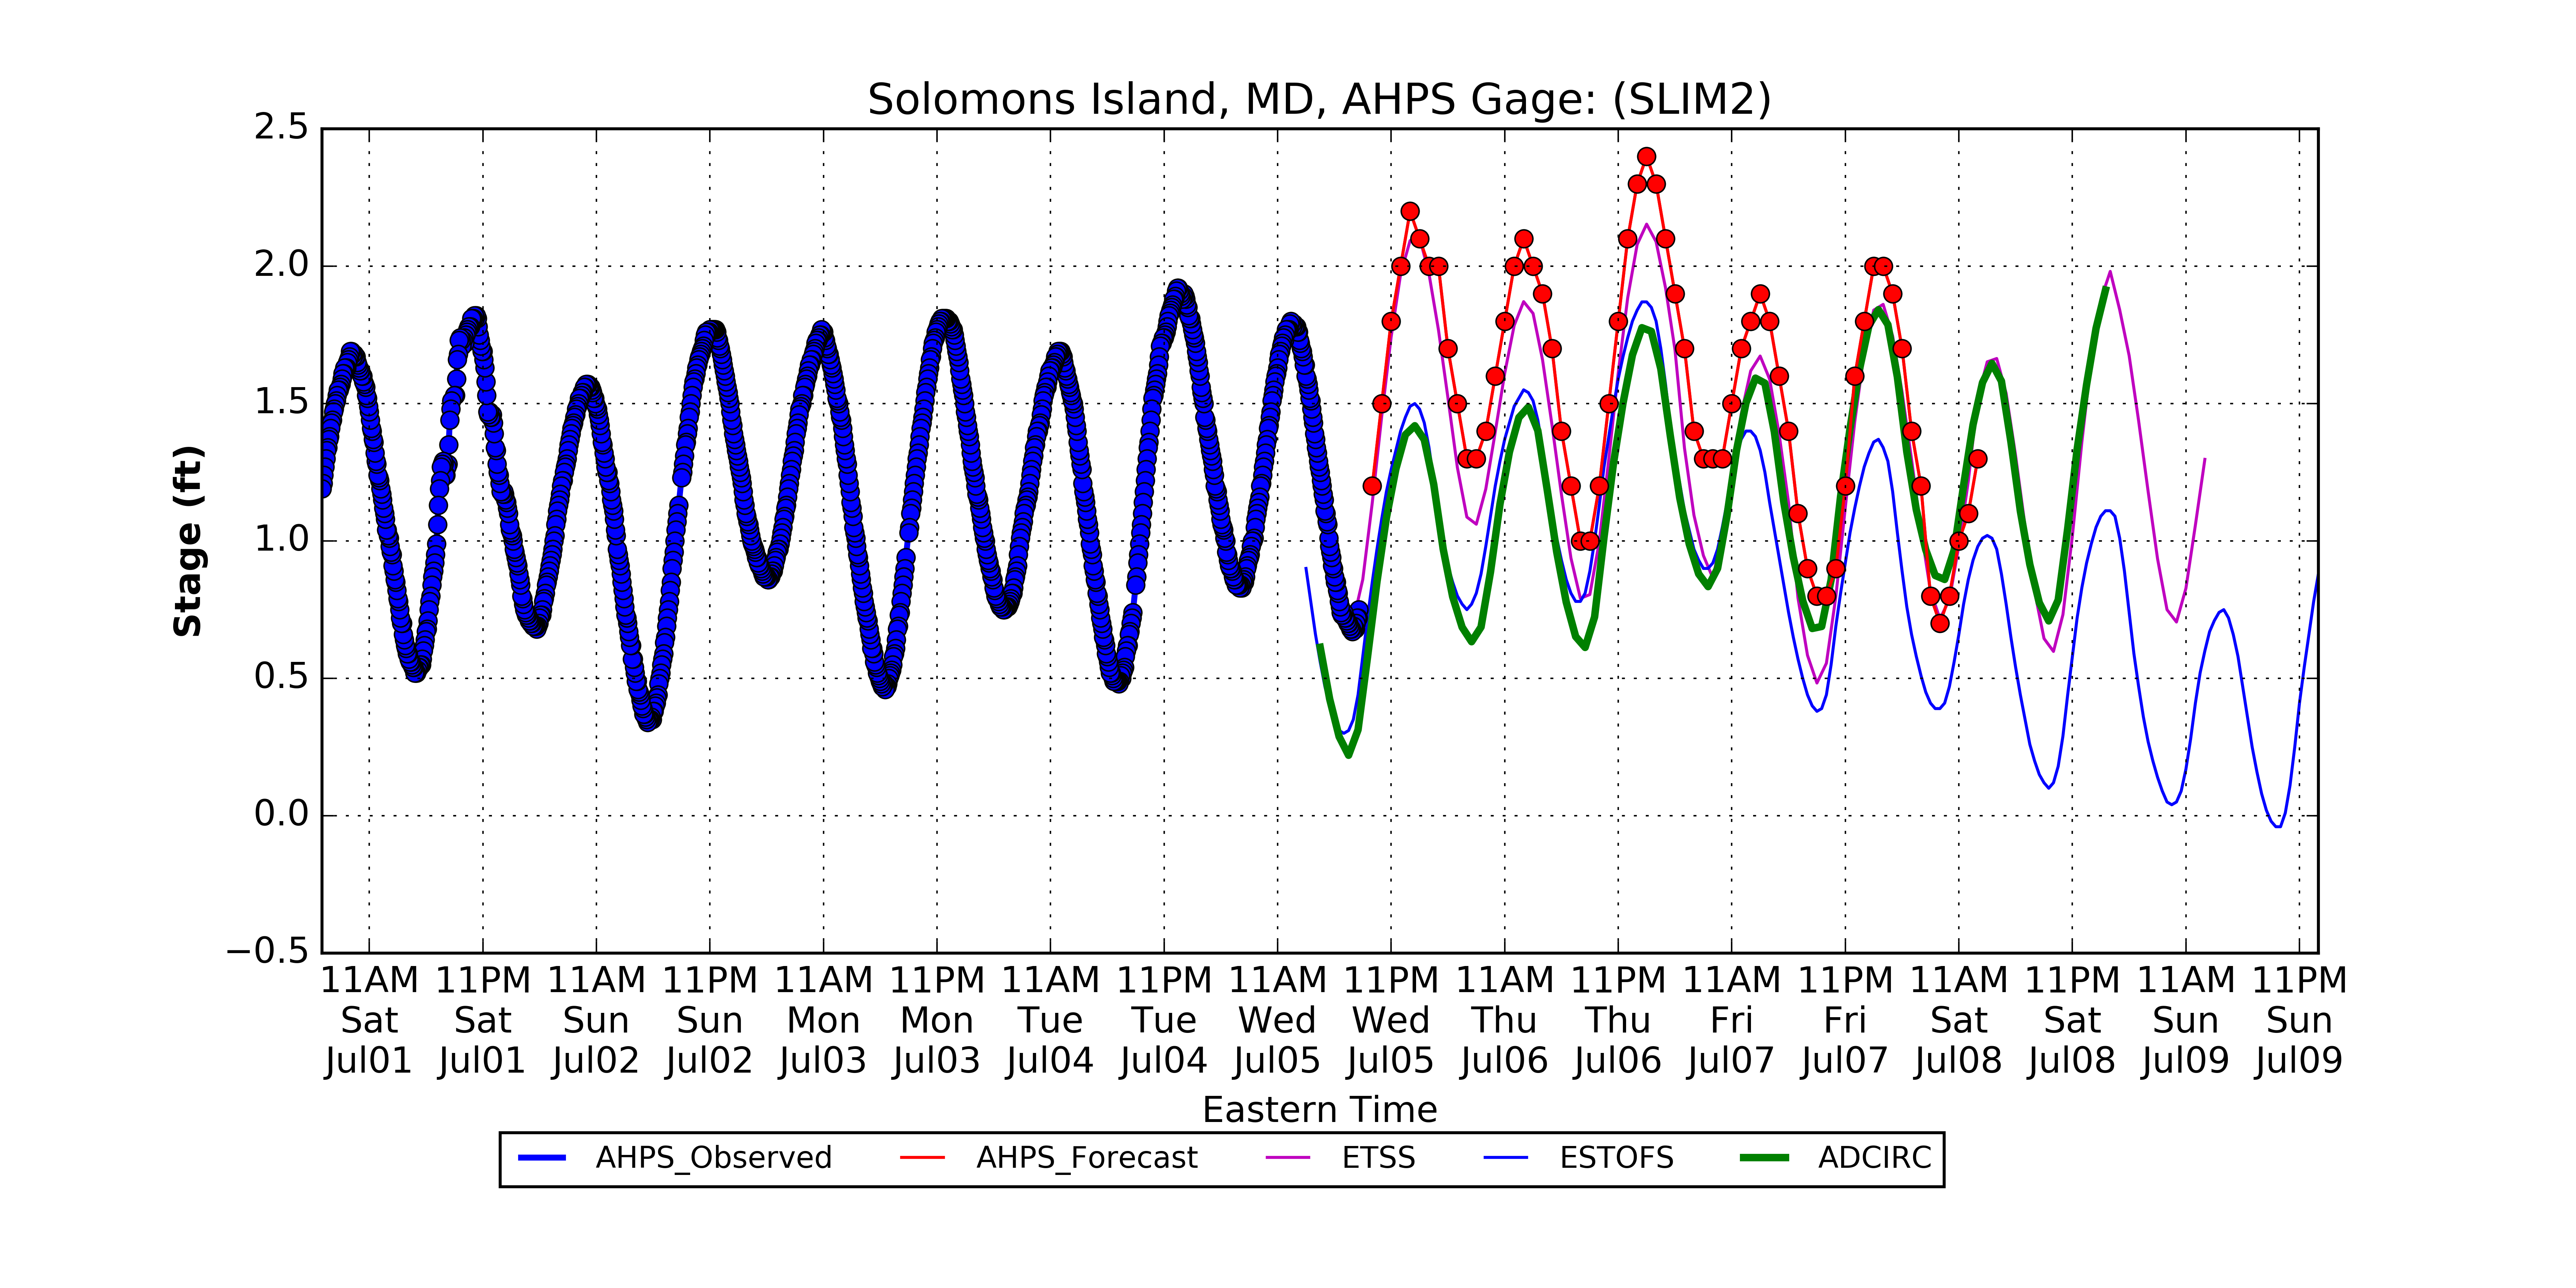 Solomons Island, MD, AHPS Gage: (SLIM2)
2.5
2.0
1.5
1.0
0.5
0.0
−0.5
Stage (ft)
11AM 11PM 11AM 11PM 11AM 11PM 11AM 11PM 11AM 11PM 11AM 11PM 11AM 11PM 11AM 11PM 11AM 11PM
Sat Sat Sun Sun Mon Mon Tue Tue Wed Wed Thu Thu Fri Fri Sat Sat Sun Sun
Jul01 Jul01 Jul02 Jul02 Jul03 Jul03 Jul04 Jul04 Jul05 Jul05 Jul06 Jul06 Jul07 Jul07 Jul08 Jul08 Jul09 Jul09
Eastern Time
AHPS_Observed AHPS_Forecast ETSS ESTOFS ADCIRC